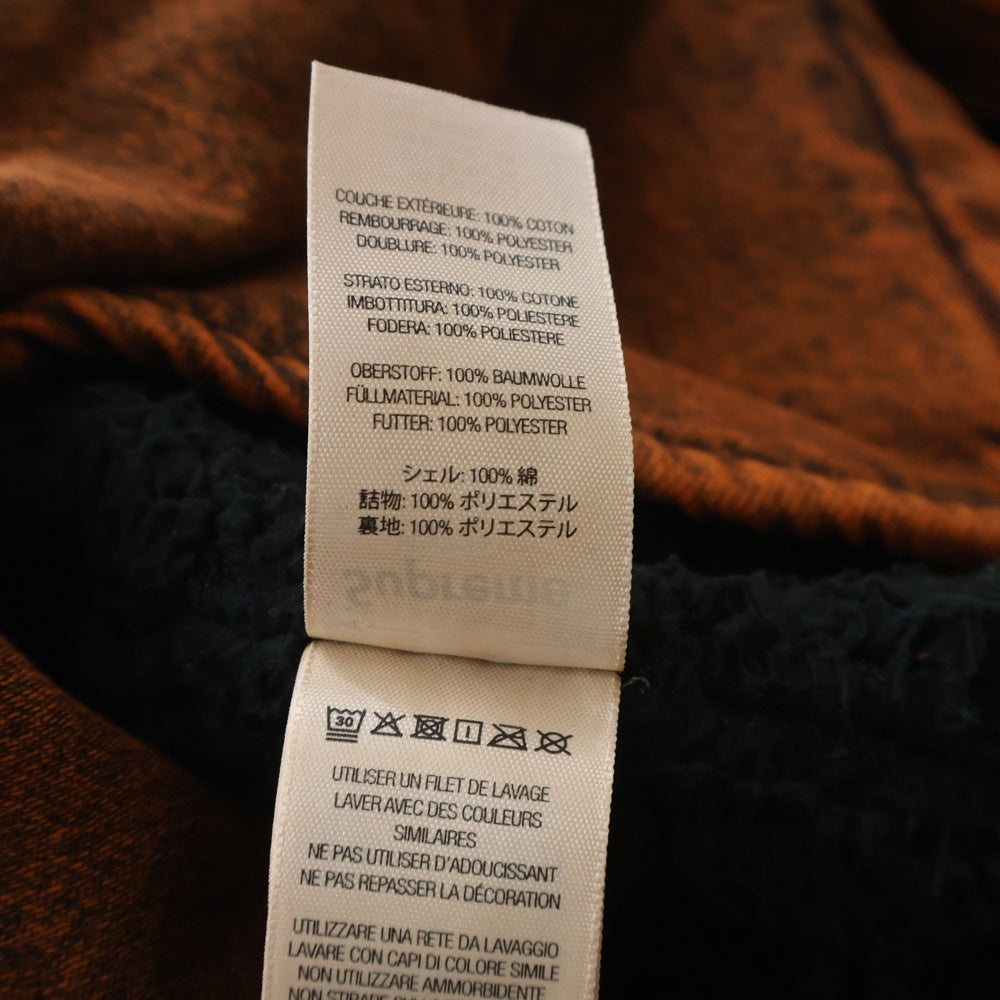 COUCHE EXTÉRIEURE: 100% COTON
REMBOURRAGE: 100% POLYESTER
DOUBLURE: 100% POLYESTER
STRATO ESTERNO: 100% COTONE
IMBOTTITURA: 100% POLIESTERE
FODERA: 100% POLIESTERE
OBERSTOFF: 100% BAUMWOLLE
FÜLLMATERIAL: 100% POLYESTER
FUTTER: 100% POLYESTER
シェル: 100% 綿
詰物: 100% ポリエステル
裏地: 100% ポリエステル
Supreme
30
UTILISER UN FILET DE LAVAGE
LAVER AVEC DES COULEURS
SIMILAIRES
NE PAS UTILISER D'ADOUCISSANT
NE PAS REPASSER LA DÉCORATION
UTILIZZARE UNA RETE DA LAVAGGIO
LAVARE CON CAPI DI COLORE SIMILE
NON UTILIZZARE AMMORBIDENTE
NON